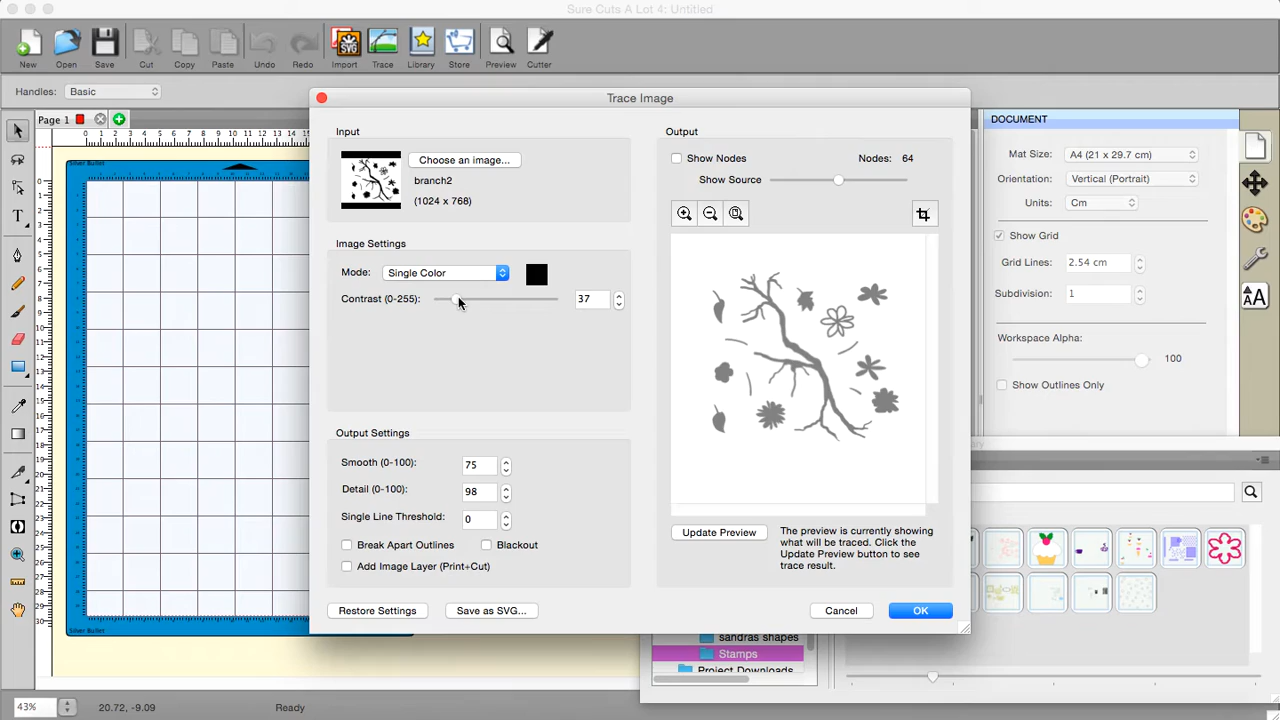 Sure Cuts A Lot 4: Untitled
New Open Save Cut Copy Paste Undo Redo Import Trace Library Store Preview Cutter
SVG
Handles: Basic
Page 1
Trace Image
Input
Choose an image...
branch2
(1024 x 768)
Image Settings
Mode: Single Color
Contrast (0-255): 37
Output Settings
Smooth (0-100): 75
Detail (0-100): 98
Single Line Threshold: 0
Break Apart Outlines Blackout
Add Image Layer (Print+Cut)
Restore Settings Save as SVG...
Output
Show Nodes Nodes: 64
Show Source
Update Preview
The preview is currently showing
what will be traced. Click the
Update Preview button to see
trace result.
Cancel OK
DOCUMENT
Mat Size: A4 (21 x 29.7 cm)
Orientation: Vertical (Portrait)
Units: Cm
Show Grid
Grid Lines: 2.54 cm
Subdivision: 1
Workspace Alpha: 100
Show Outlines Only
sandras shapes
Stamps
Project Downloads
Silver Bullet
Silver Bullet
43% 20.72, -9.09 Ready